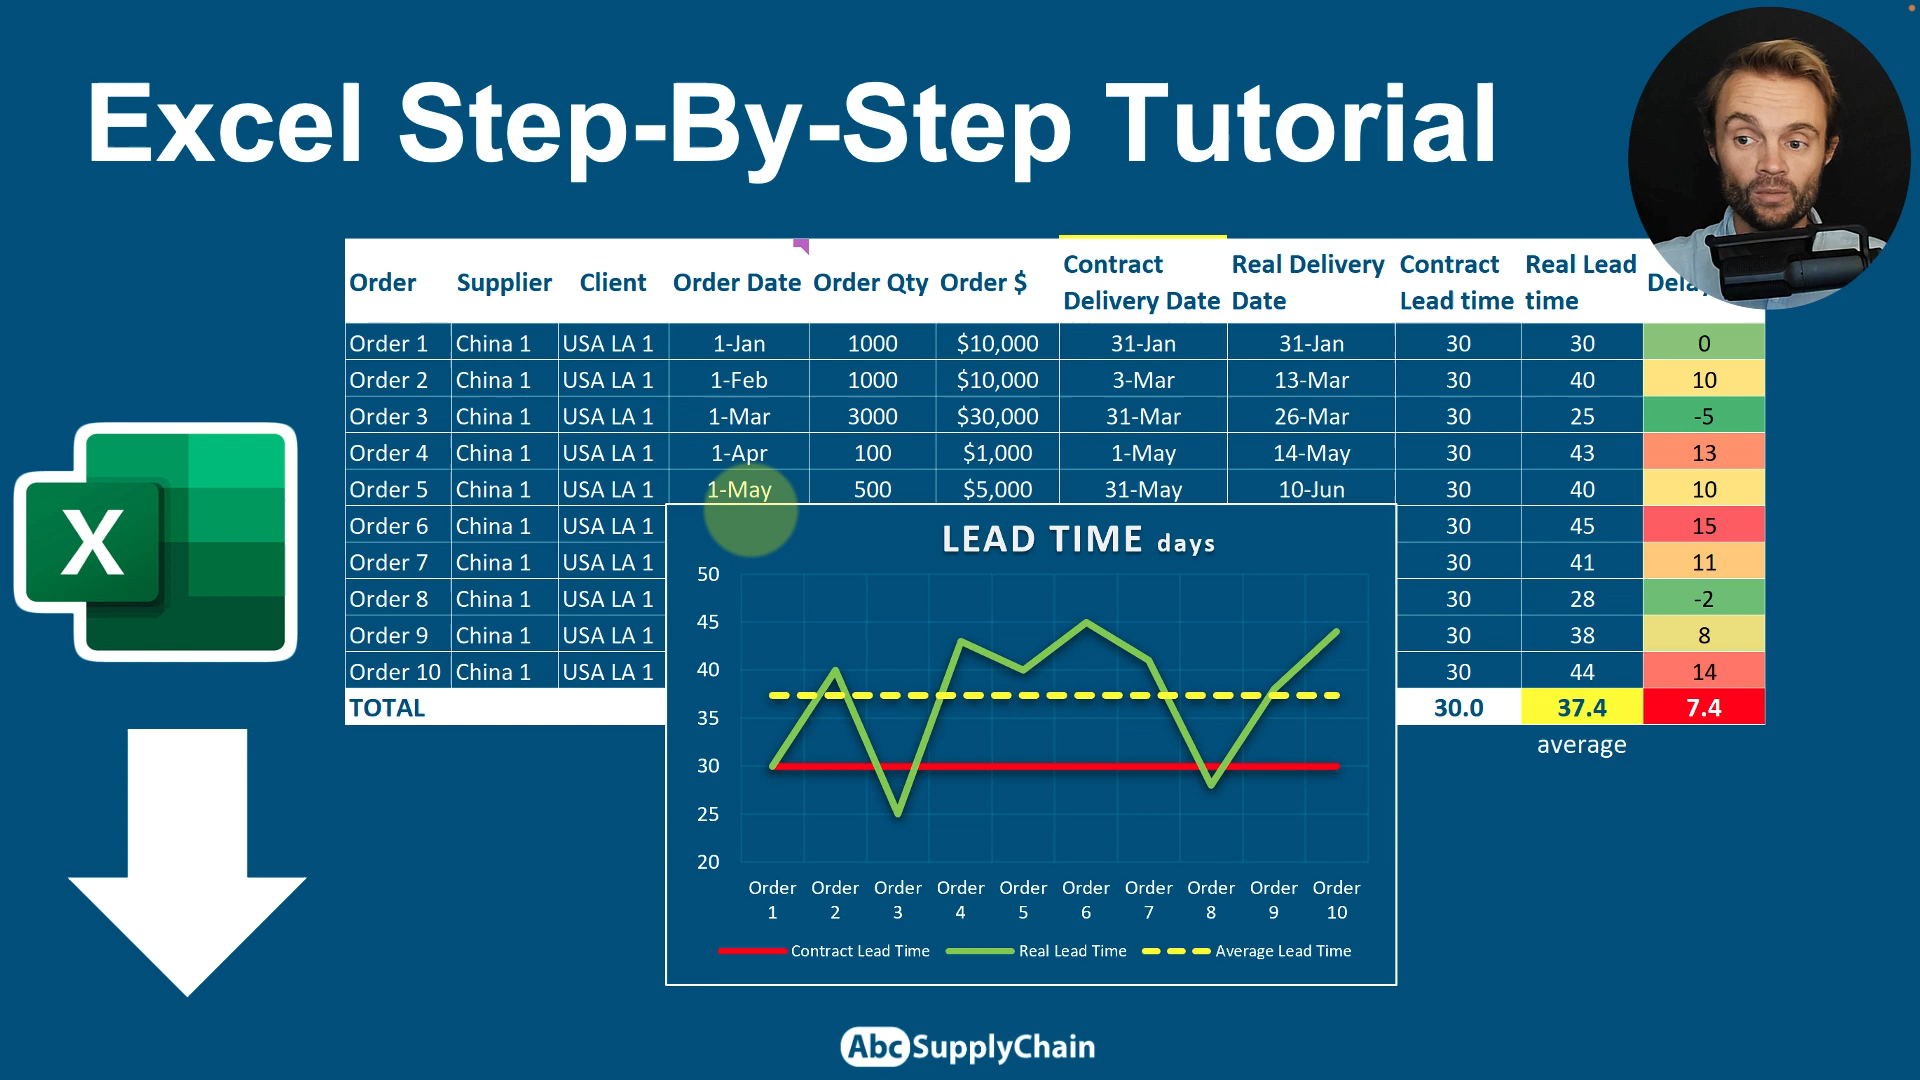 Excel Step-By-Step Tutorial
Order Supplier Client Order Date Order Qty Order $ Contract Delivery Date Real Delivery Date Contract Lead time Real Lead time
Order 1 China 1 USA LA 1 1-Jan 1000 $10,000 31-Jan 31-Jan 30 30 0
Order 2 China 1 USA LA 1 1-Feb 1000 $10,000 3-Mar 13-Mar 30 40 10
Order 3 China 1 USA LA 1 1-Mar 3000 $30,000 31-Mar 26-Mar 30 25 -5
Order 4 China 1 USA LA 1 1-Apr 100 $1,000 1-May 14-May 30 43 13
Order 5 China 1 USA LA 1 1-May 500 $5,000 31-May 10-Jun 30 40 10
Order 6 China 1 USA LA 1 30 45 15
Order 7 China 1 USA LA 1 30 41 11
Order 8 China 1 USA LA 1 30 28 -2
Order 9 China 1 USA LA 1 30 38 8
Order 10 China 1 USA LA 1 30 44 14
TOTAL 30.0 37.4 7.4
average
X
LEAD TIME days
50
45
40
35
30
25
20
Order 1 Order 2 Order 3 Order 4 Order 5 Order 6 Order 7 Order 8 Order 9 Order 10
Contract Lead Time Real Lead Time Average Lead Time
Abc SupplyChain